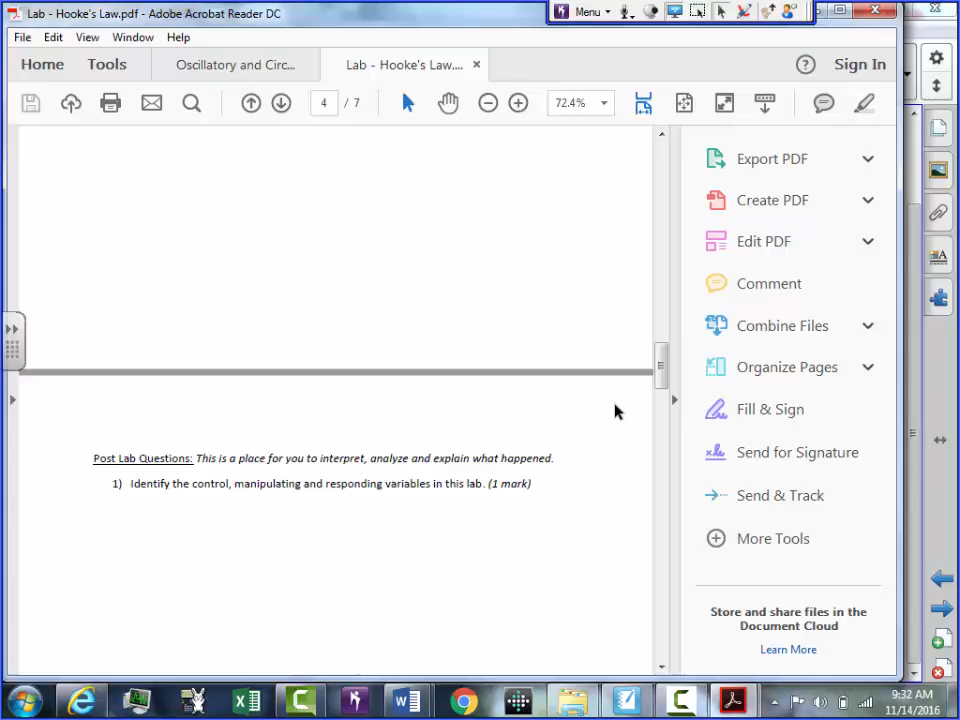 Lab - Hooke's Law.pdf - Adobe Acrobat Reader DC
Menu
File Edit View Window Help
Home Tools Oscillatory and Circ... Lab - Hooke's Law.... Sign In
4 / 7 72.4%
Export PDF
Create PDF
Edit PDF
Comment
Combine Files
Organize Pages
Fill & Sign
Post Lab Questions: This is a place for you to interpret, analyze and explain what happened.
1) Identify the control, manipulating and responding variables in this lab. (1 mark)
Send for Signature
Send & Track
More Tools
Store and share files in the
Document Cloud
Learn More
9:32 AM
11/14/2016